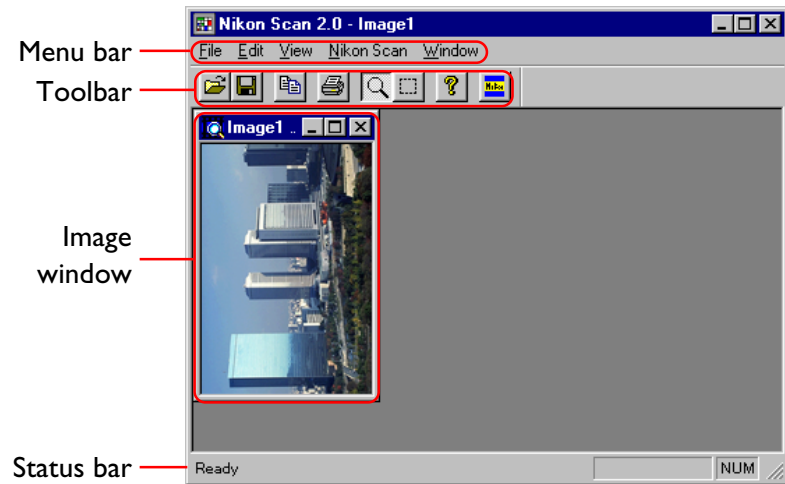 Nikon Scan 2.0 - Image1
Menu bar
File Edit View Nikon Scan Window
Toolbar
Image1 ..
Image
window
Status bar
Ready
NUM